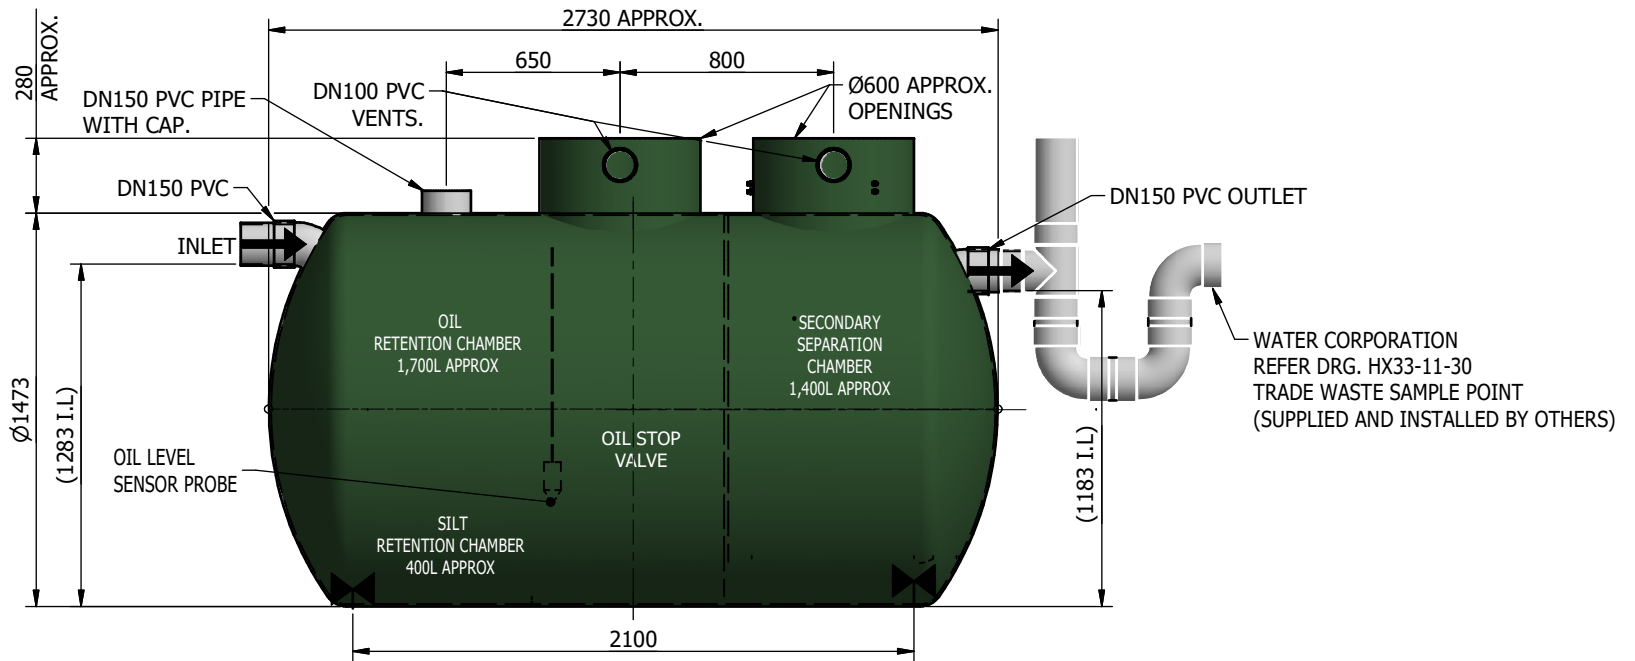 2730 APPROX.
280
APPROX.
650
800
DN150 PVC PIPE
WITH CAP.
DN100 PVC
VENTS.
Ø600 APPROX.
OPENINGS
DN150 PVC
INLET
DN150 PVC OUTLET
OIL
RETENTION CHAMBER
1,700L APPROX
SECONDARY
SEPARATION
CHAMBER
1,400L APPROX
WATER CORPORATION
REFER DRG. HX33-11-30
TRADE WASTE SAMPLE POINT
(SUPPLIED AND INSTALLED BY OTHERS)
Ø1473
(1283 I.L)
OIL STOP
VALVE
OIL LEVEL
SENSOR PROBE
(1183 I.L)
SILT
RETENTION CHAMBER
400L APPROX
2100